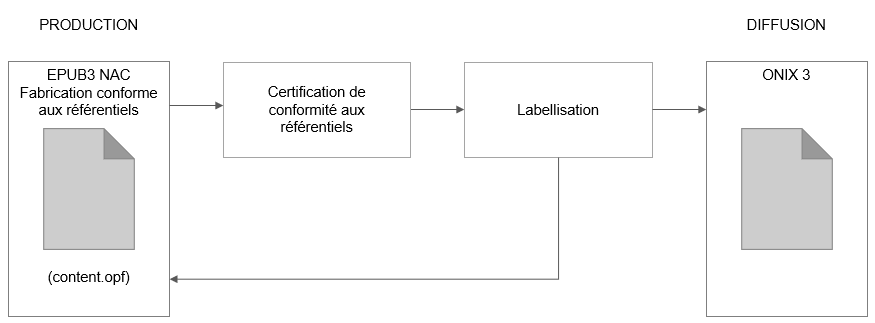 PRODUCTION
DIFFUSION
EPUB3 NAC
Fabrication conforme
aux référentiels
(content.opf)
Certification de
conformité aux
référentiels
Labellisation
ONIX 3